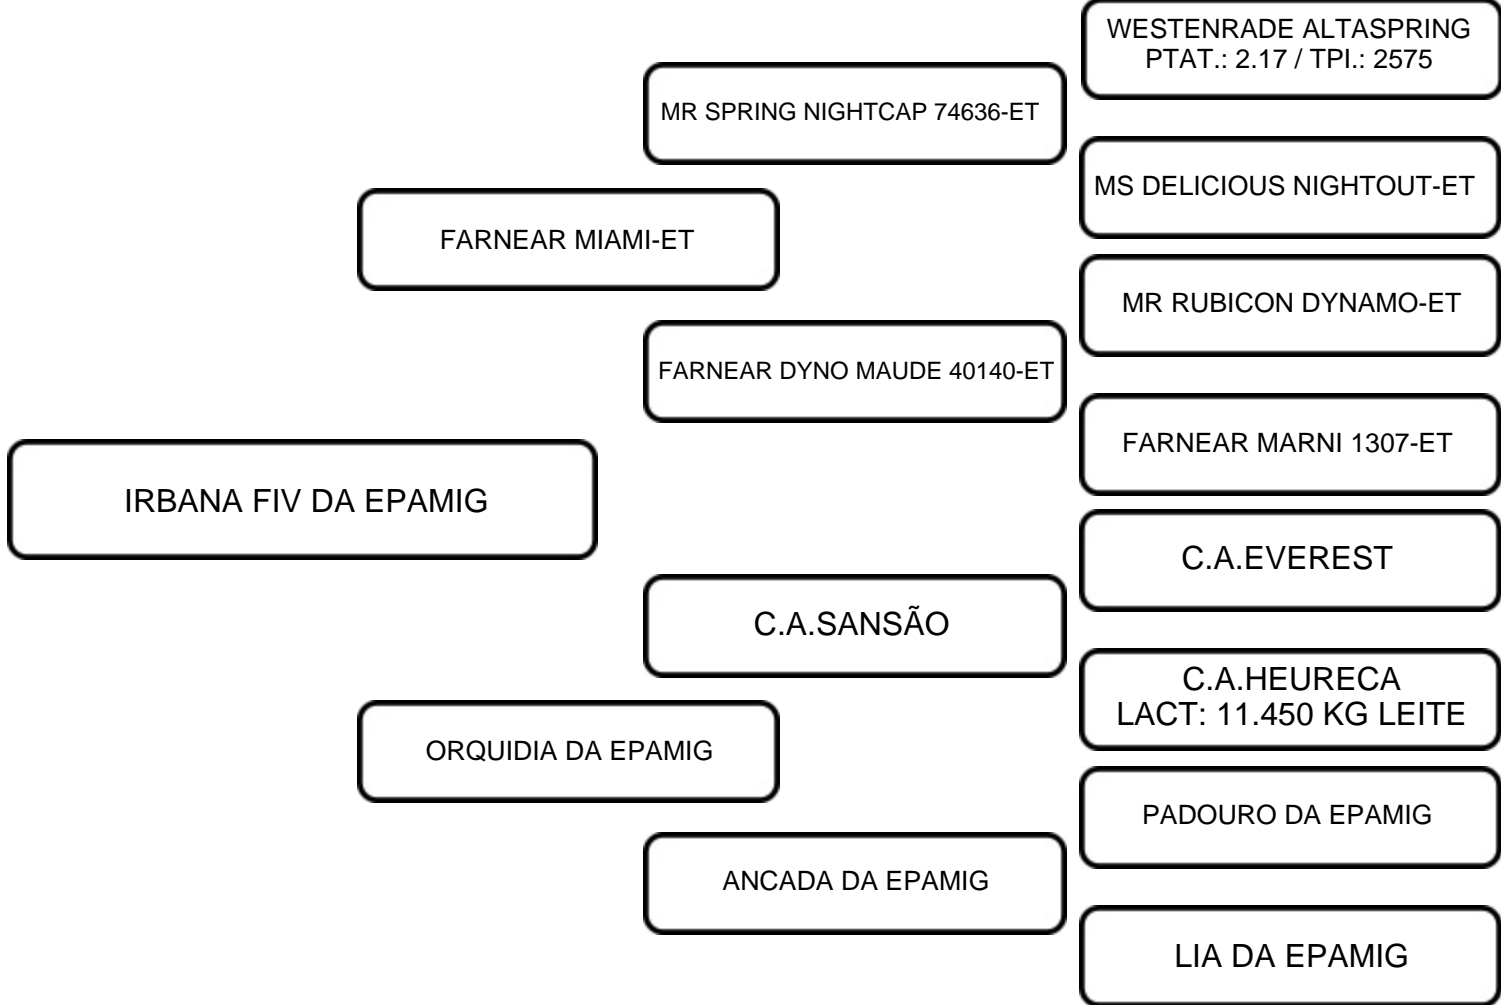 WESTENRADE ALTASPRING
PTAT.: 2.17 / TPI.: 2575
MR SPRING NIGHTCAP 74636-ET
MS DELICIOUS NIGHTOUT-ET
FARNEAR MIAMI-ET
MR RUBICON DYNAMO-ET
FARNEAR DYNO MAUDE 40140-ET
FARNEAR MARNI 1307-ET
IRBANA FIV DA EPAMIG
C.A.EVEREST
C.A.SANSÃO
C.A.HEURECA
LACT: 11.450 KG LEITE
ORQUIDIA DA EPAMIG
PADOURO DA EPAMIG
ANCADA DA EPAMIG
LIA DA EPAMIG